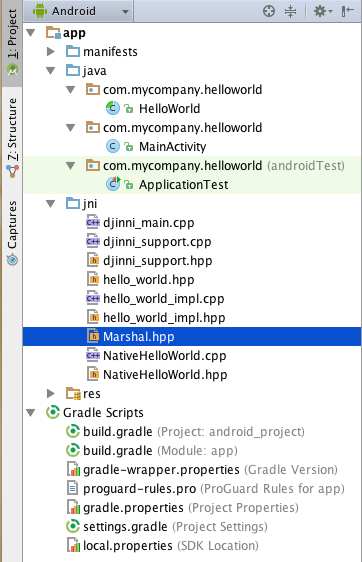 Android
1: Project
Z: Structure
Captures
app
manifests
java
com.mycompany.helloworld
HelloWorld
com.mycompany.helloworld
MainActivity
com.mycompany.helloworld (androidTest)
ApplicationTest
jni
djinni_main.cpp
djinni_support.cpp
djinni_support.hpp
hello_world.hpp
hello_world_impl.cpp
hello_world_impl.hpp
Marshal.hpp
NativeHelloWorld.cpp
NativeHelloWorld.hpp
res
Gradle Scripts
build.gradle (Project: android_project)
build.gradle (Module: app)
gradle-wrapper.properties (Gradle Version)
proguard-rules.pro (ProGuard Rules for app)
gradle.properties (Project Properties)
settings.gradle (Project Settings)
local.properties (SDK Location)